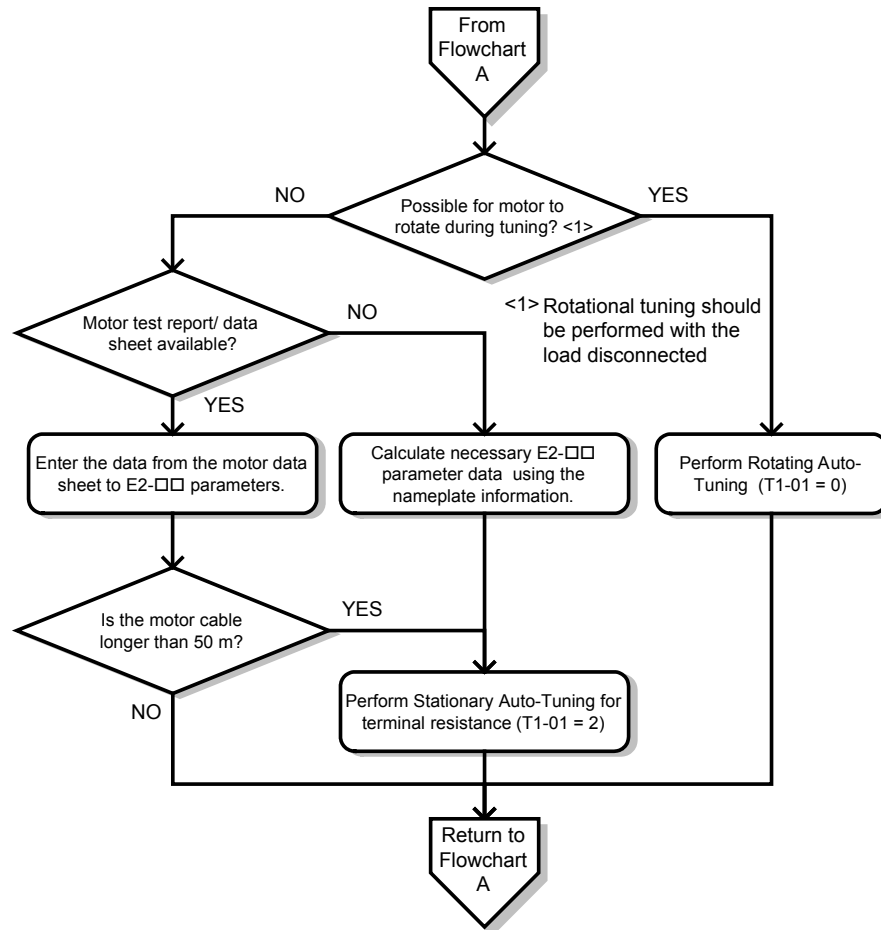 From
Flowchart
A
NO
YES
Possible for motor to
rotate during tuning? <1>
<1> Rotational tuning should
be performed with the
load disconnected
Motor test report/ data
sheet available?
NO
YES
Enter the data from the motor data
sheet to E2-□□ parameters.
Calculate necessary E2-□□
parameter data using the
nameplate information.
Perform Rotating Auto-
Tuning (T1-01 = 0)
Is the motor cable
longer than 50 m?
YES
NO
Perform Stationary Auto-Tuning for
terminal resistance (T1-01 = 2)
Return to
Flowchart
A